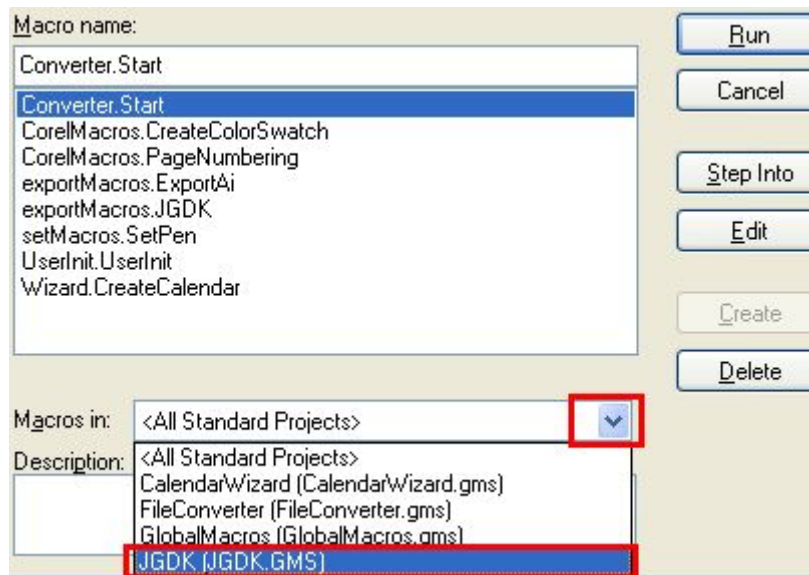 Macro name:
Run
Converter.Start
Cancel
Converter.Start
CorelMacros.CreateColorSwatch
CorelMacros.PageNumbering
exportMacros.ExportAi
exportMacros.JGDK
setMacros.SetPen
UserInit.UserInit
Wizard.CreateCalendar
Step Into
Edit
Create
Delete
Macros in:
<All Standard Projects>
Description:
<All Standard Projects>
CalendarWizard (CalendarWizard.gms)
FileConverter (FileConverter.gms)
GlobalMacros (GlobalMacros.gms)
JGDK (JGDK.GMS)